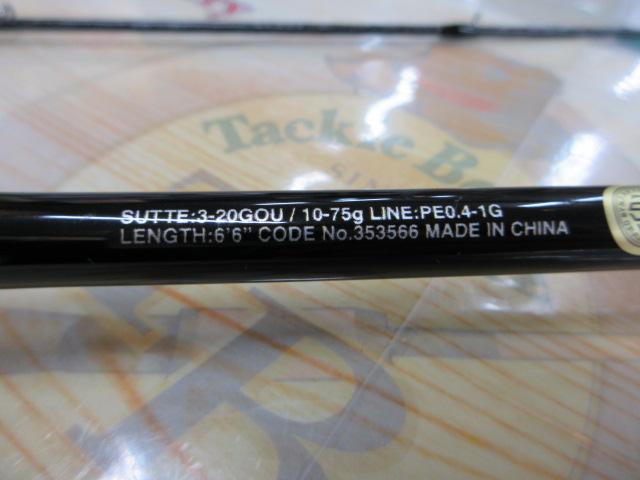 Tackle Be
SUTTE:3-20GOU / 10-75g LINE:PE0.4-1G
LENGTH:6'6" CODE No.353566 MADE IN CHINA